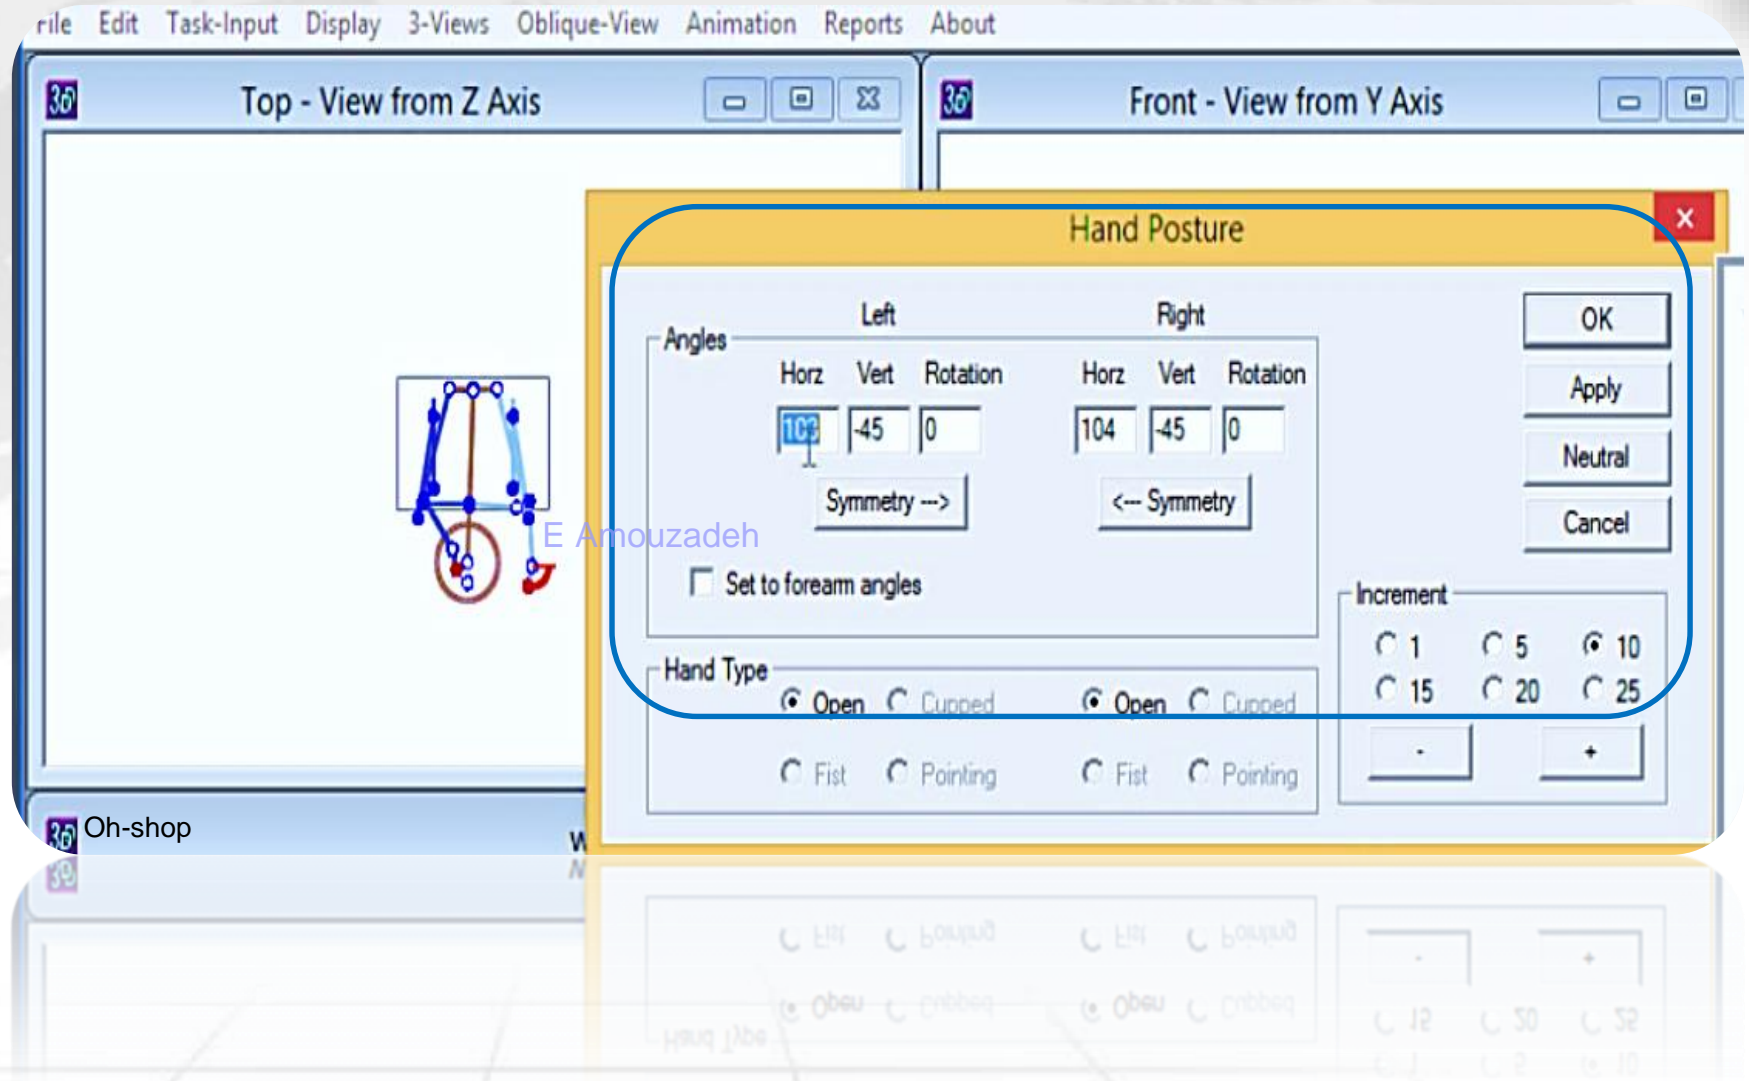 File Edit Task-Input Display 3-Views Oblique-View Animation Reports About
Top - View from Z Axis
Front - View from Y Axis
Hand Posture
Left Right
Angles
Horz Vert Rotation Horz Vert Rotation
103 -45 0 104 -45 0
Symmetry ---> <--- Symmetry
Set to forearm angles
OK
Apply
Neutral
Cancel
E Amouzadeh
Increment
1 5 10
15 20 25
- +
Hand Type
Open Cupped Open Cupped
Fist Pointing Fist Pointing
Oh-shop